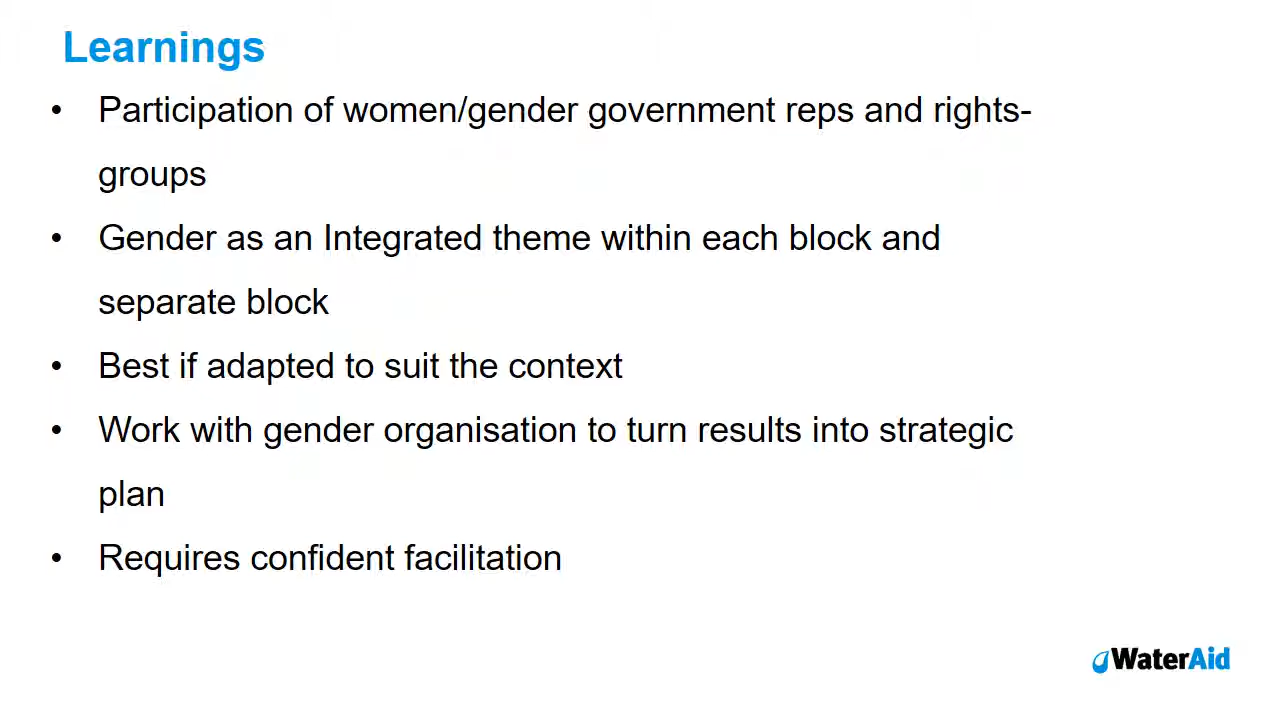 Learnings
• Participation of women/gender government reps and rights-
groups
• Gender as an Integrated theme within each block and
separate block
• Best if adapted to suit the context
• Work with gender organisation to turn results into strategic
plan
• Requires confident facilitation
WaterAid